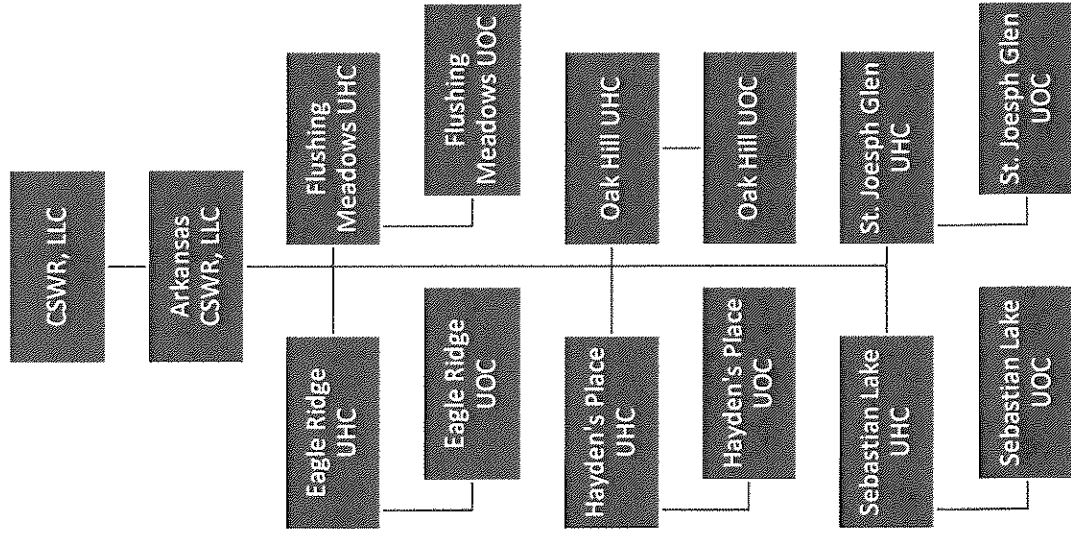 CSWR, LLC
Arkansas
CSWR, LLC
Eagle Ridge
UHC
Flushing
Meadows UHC
Eagle Ridge
UOC
Flushing
Meadows UOC
Hayden's Place
UHC
Oak Hill UHC
Hayden's Place
UOC
Oak Hill UOC
Sebastian Lake
UHC
St. Joesph Glen
UHC
Sebastian Lake
UOC
St. Joesph Glen
UOC